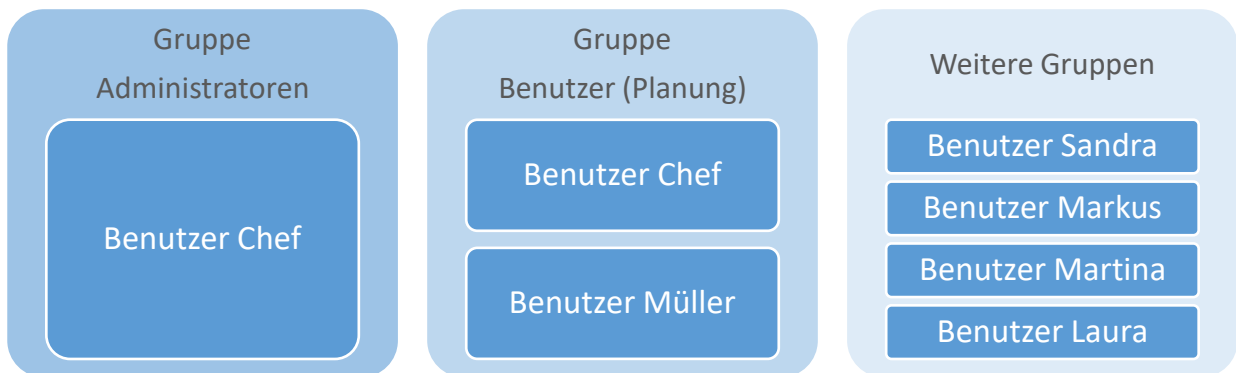 Gruppe
Administratoren
Benutzer Chef
Gruppe
Benutzer (Planung)
Benutzer Chef
Benutzer Müller
Weitere Gruppen
Benutzer Sandra
Benutzer Markus
Benutzer Martina
Benutzer Laura